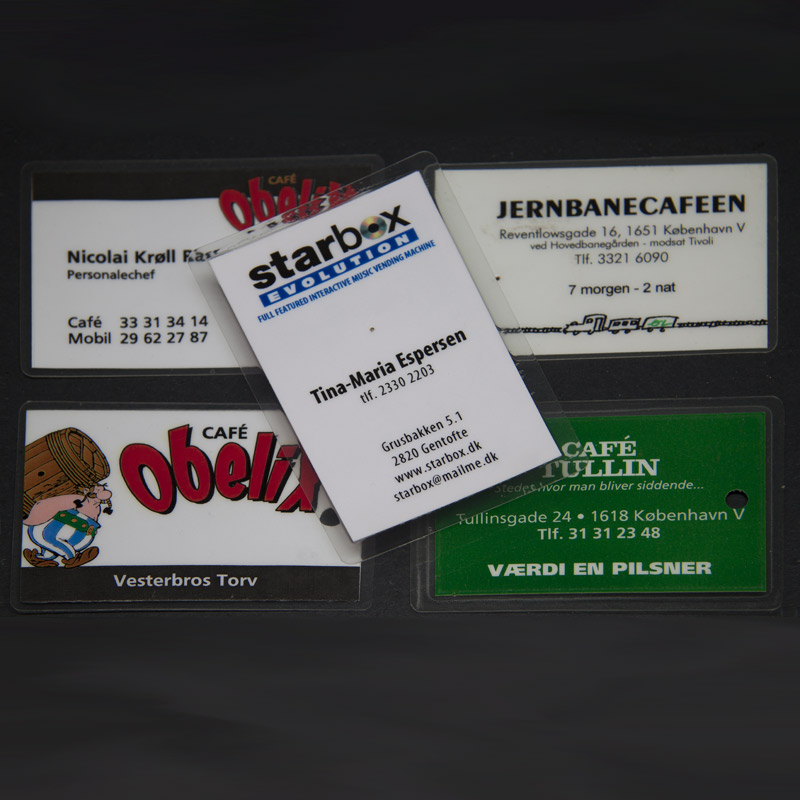 CAFÉ
Obelix
Nicolai Krøll
Personalechef
Café 33 31 34 14
Mobil 29 62 27 87
JERNBANECAFEEN
Reventlowsgade 16, 1651 København V
ved Hovedbanegården - modsat Tivoli
Tlf. 3321 6090
7 morgen - 2 nat
starbox
EVOLUTION
FULL FEATURED INTERACTIVE MUSIC VENDING MACHINE
Tina-Maria Espersen
tlf. 2330 2203
Grusbakken 5.1
2820 Gentofte
www.starbox.dk
starbox@mailme.dk
CAFÉ
Obelix
Vesterbros Torv
CAFÉ
TULLIN
Stedet hvor man bliver siddende...
Tullinsgade 24 • 1618 København V
Tlf. 31 31 23 48
VÆRDI EN PILSNER